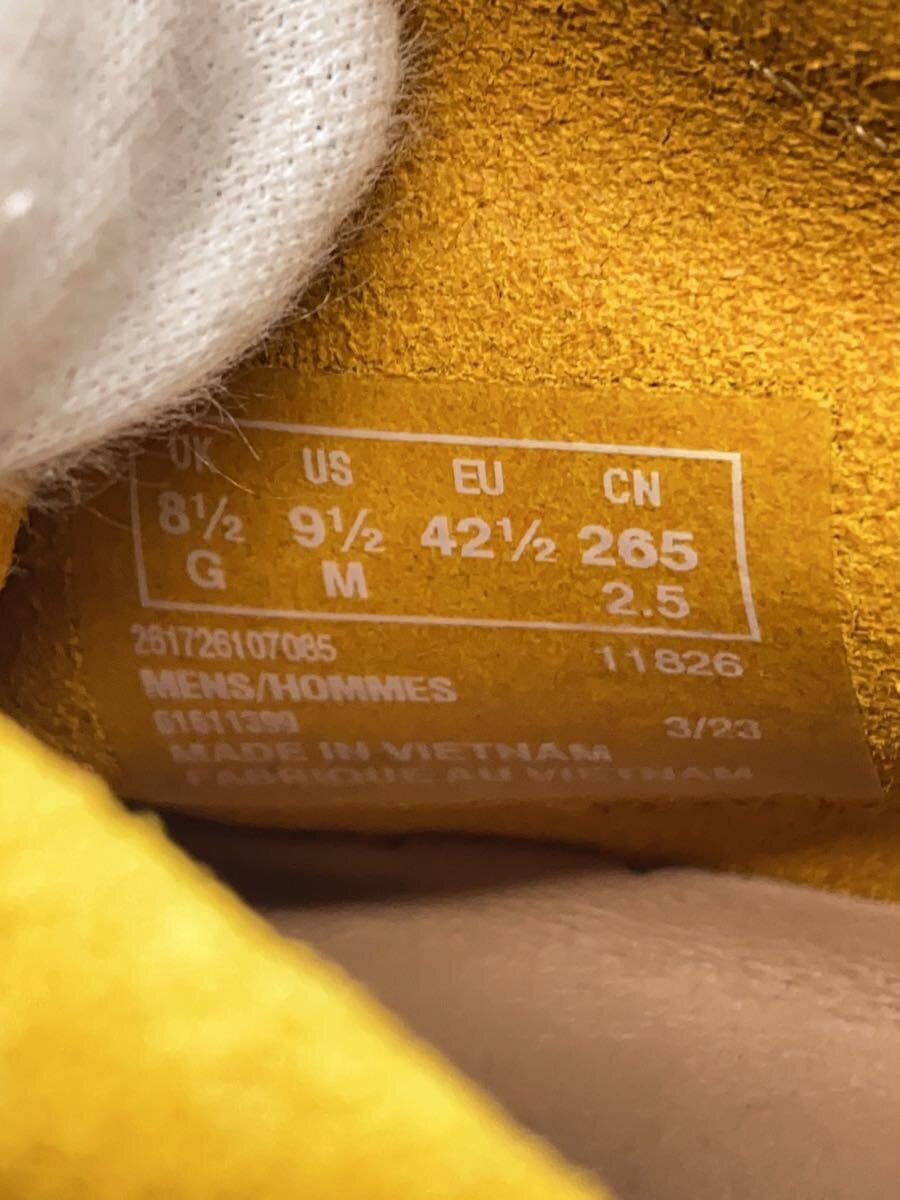 UK US EU CN
8½ 9½ 42½ 265
G M 2.5
261726107085 11826
MENS/HOMMES
61611399 3/23
MADE IN VIETNAM
FABRIQUE AU VIETNAM